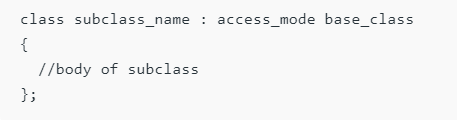 class subclass_name : access_mode base_class
{
  //body of subclass
};